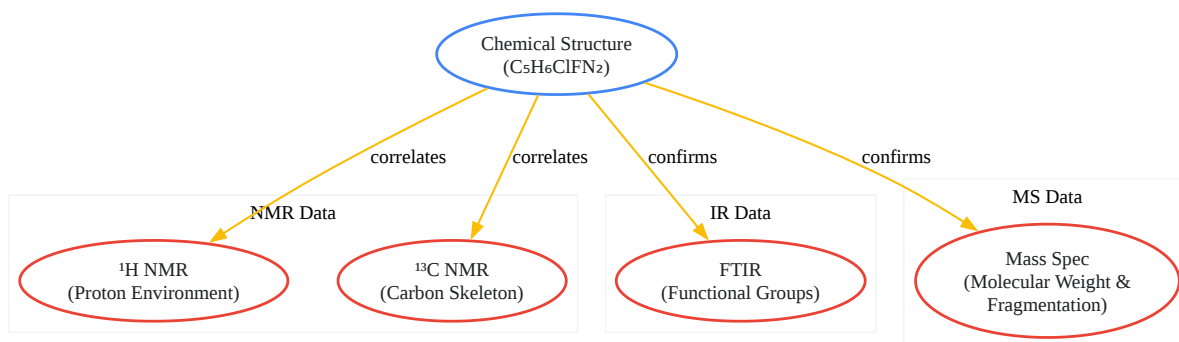 Chemical Structure
(C₅H₆ClFN₂)
correlates
correlates
confirms
confirms
NMR Data
IR Data
MS Data
¹H NMR
(Proton Environment)
¹³C NMR
(Carbon Skeleton)
FTIR
(Functional Groups)
Mass Spec
(Molecular Weight &
Fragmentation)